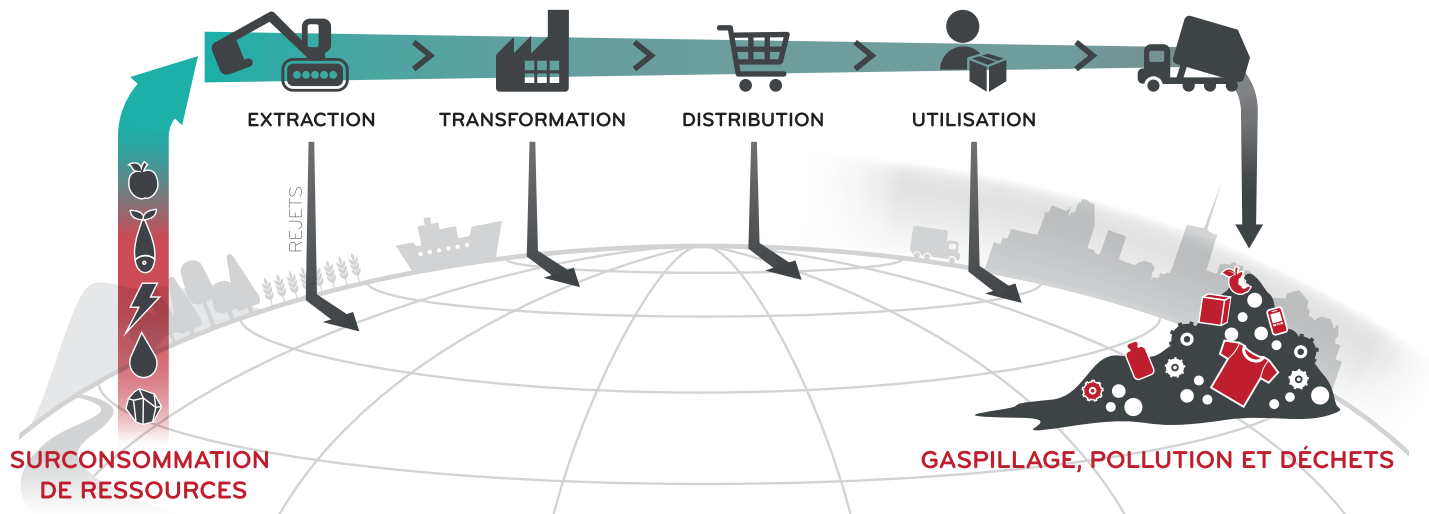 EXTRACTION
TRANSFORMATION
DISTRIBUTION
UTILISATION
REJETS
SURCONSOMMATION
DE RESSOURCES
GASPILLAGE, POLLUTION ET DÉCHETS